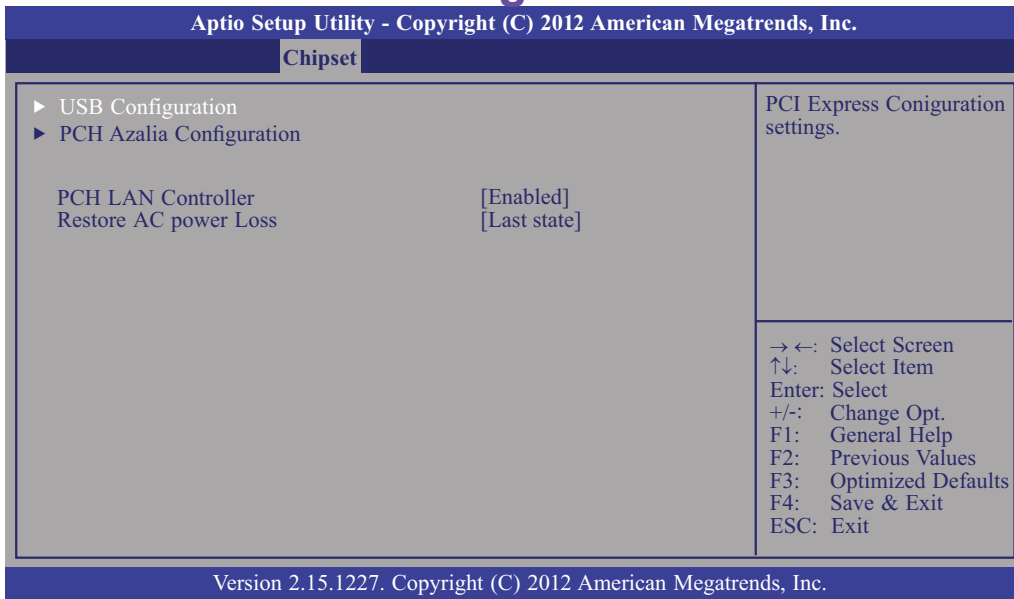 Aptio Setup Utility - Copyright (C) 2012 American Megatrends, Inc.
Chipset
► USB Configuration
► PCH Azalia Configuration
PCH LAN Controller [Enabled]
Restore AC power Loss [Last state]
PCI Express Coniguration
settings.
→ ←: Select Screen
↑↓: Select Item
Enter: Select
+/-: Change Opt.
F1: General Help
F2: Previous Values
F3: Optimized Defaults
F4: Save & Exit
ESC: Exit
Version 2.15.1227. Copyright (C) 2012 American Megatrends, Inc.